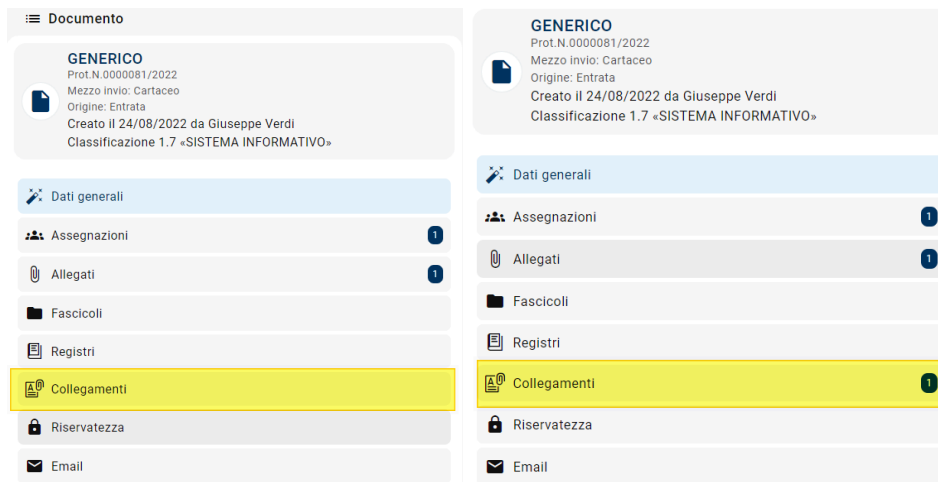 Documento
GENERICO
Prot.N.0000081/2022
Mezzo invio: Cartaceo
Origine: Entrata
Creato il 24/08/2022 da Giuseppe Verdi
Classificazione 1.7 «SISTEMA INFORMATIVO»
Dati generali
Assegnazioni 1
Allegati 1
Fascicoli
Registri
Collegamenti
Riservatezza
Email
GENERICO
Prot.N.0000081/2022
Mezzo invio: Cartaceo
Origine: Entrata
Creato il 24/08/2022 da Giuseppe Verdi
Classificazione 1.7 «SISTEMA INFORMATIVO»
Dati generali
Assegnazioni 1
Allegati 1
Fascicoli
Registri
Collegamenti 1
Riservatezza
Email